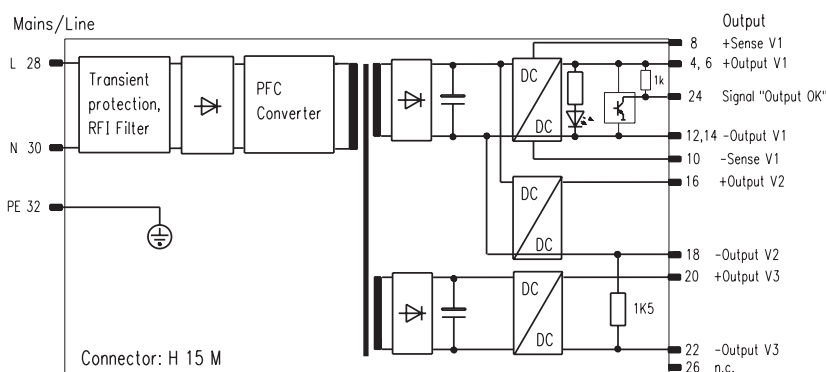 Mains/Line
Output
8 +Sense V1
L 28
4, 6 +Output V1
Transient
protection,
RFI Filter
PFC
Converter
DC
DC
1k
24 Signal "Output OK"
N 30
12,14 -Output V1
10 -Sense V1
16 +Output V2
PE 32
DC
DC
18 -Output V2
20 +Output V3
DC
DC
1K5
22 -Output V3
Connector: H 15 M
26 n.c.